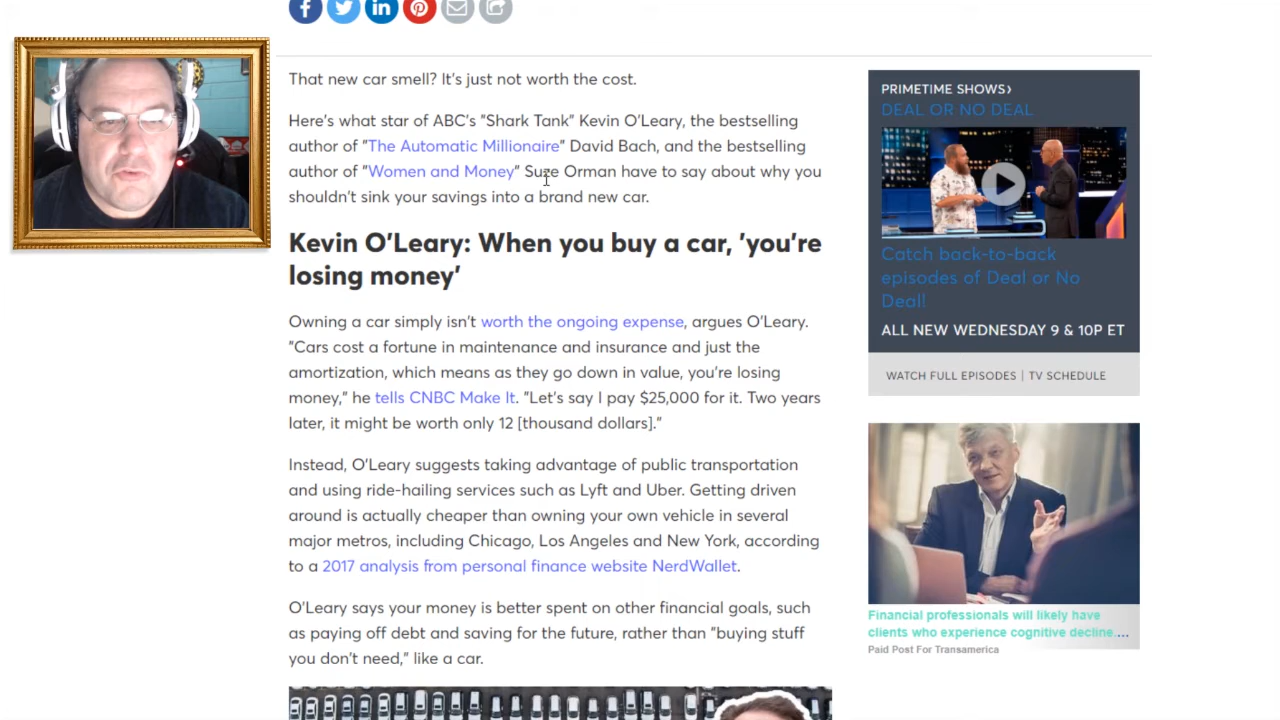 That new car smell? It's just not worth the cost.
Here's what star of ABC's "Shark Tank" Kevin O'Leary, the bestselling
author of "The Automatic Millionaire" David Bach, and the bestselling
author of "Women and Money" Suze Orman have to say about why you
shouldn't sink your savings into a brand new car.
Kevin O'Leary: When you buy a car, 'you're
losing money'
Owning a car simply isn't worth the ongoing expense, argues O'Leary.
"Cars cost a fortune in maintenance and insurance and just the
amortization, which means as they go down in value, you're losing
money," he tells CNBC Make It. "Let's say I pay $25,000 for it. Two years
later, it might be worth only 12 [thousand dollars]."
Instead, O'Leary suggests taking advantage of public transportation
and using ride-hailing services such as Lyft and Uber. Getting driven
around is actually cheaper than owning your own vehicle in several
major metros, including Chicago, Los Angeles and New York, according
to a 2017 analysis from personal finance website NerdWallet.
O'Leary says your money is better spent on other financial goals, such
as paying off debt and saving for the future, rather than "buying stuff
you don't need," like a car.
PRIMETIME SHOWS›
DEAL OR NO DEAL
Catch back-to-back
episodes of Deal or No
Deal!
ALL NEW WEDNESDAY 9 & 10P ET
WATCH FULL EPISODES | TV SCHEDULE
Financial professionals will likely have
clients who experience cognitive decline....
Paid Post For Transamerica